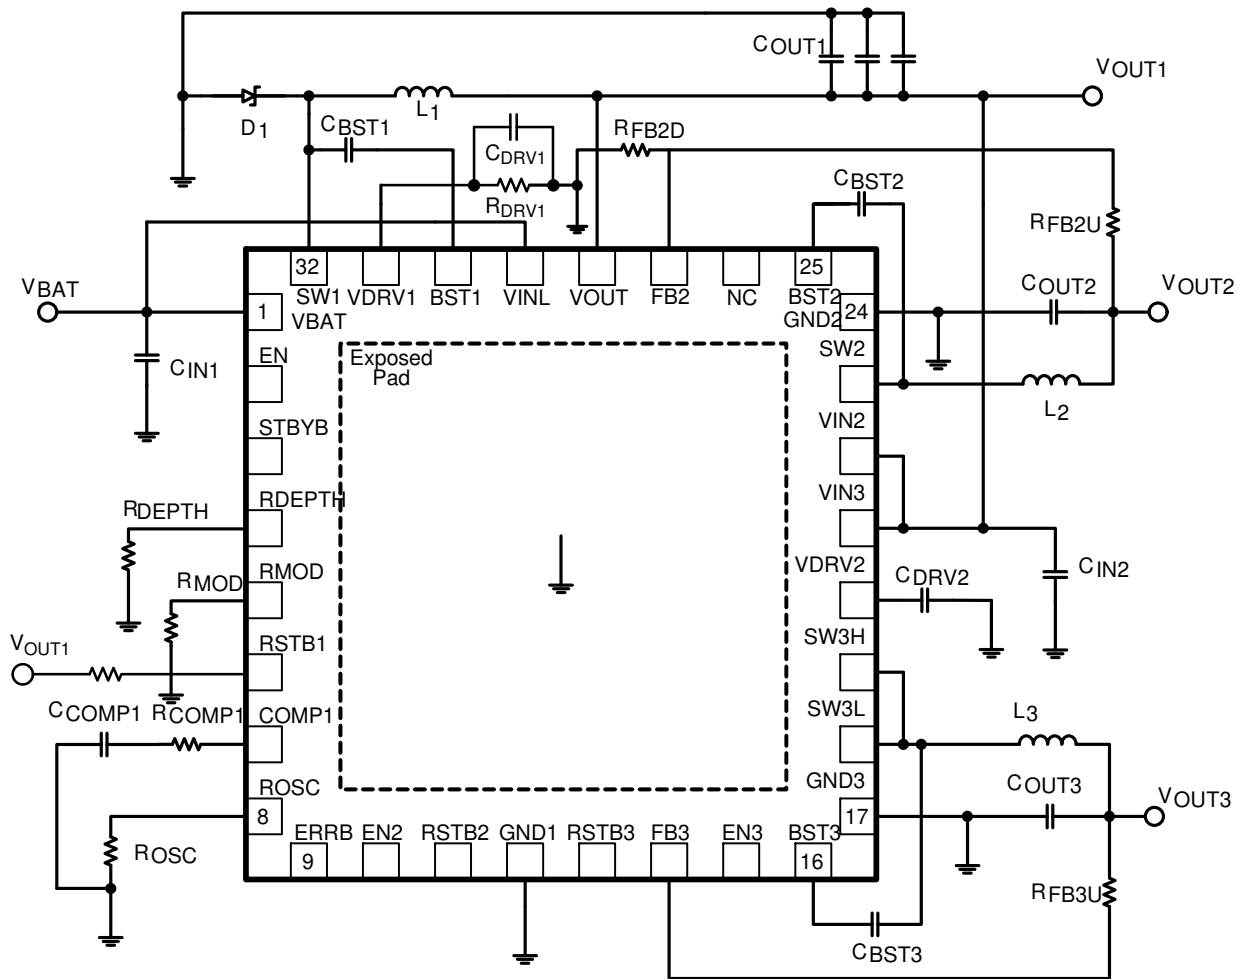 COUT1
VOUT1
D1
L1
CBST1
CDRV1
RDRV1
RFB2D
CBST2
RFB2U
VBAT
CIN1
COUT2
VOUT2
L2
32
25
SW1
VDRV1
BST1
VINL
VOUT
FB2
NC
BST2
1
VBAT
GND2
24
EN
SW2
Exposed
Pad
STBYB
VIN2
RDEPTH
RDEPTH
VIN3
RMOD
RMOD
VDRV2
CDRV2
CIN2
VOUT1
RSTB1
SW3H
CCOMP1
RCOMP1
COMP1
SW3L
L3
ROSC
GND3
COUT3
VOUT3
8
17
ROSC
ERRB
EN2
RSTB2
GND1
RSTB3
FB3
EN3
BST3
9
16
RFB3U
CBST3